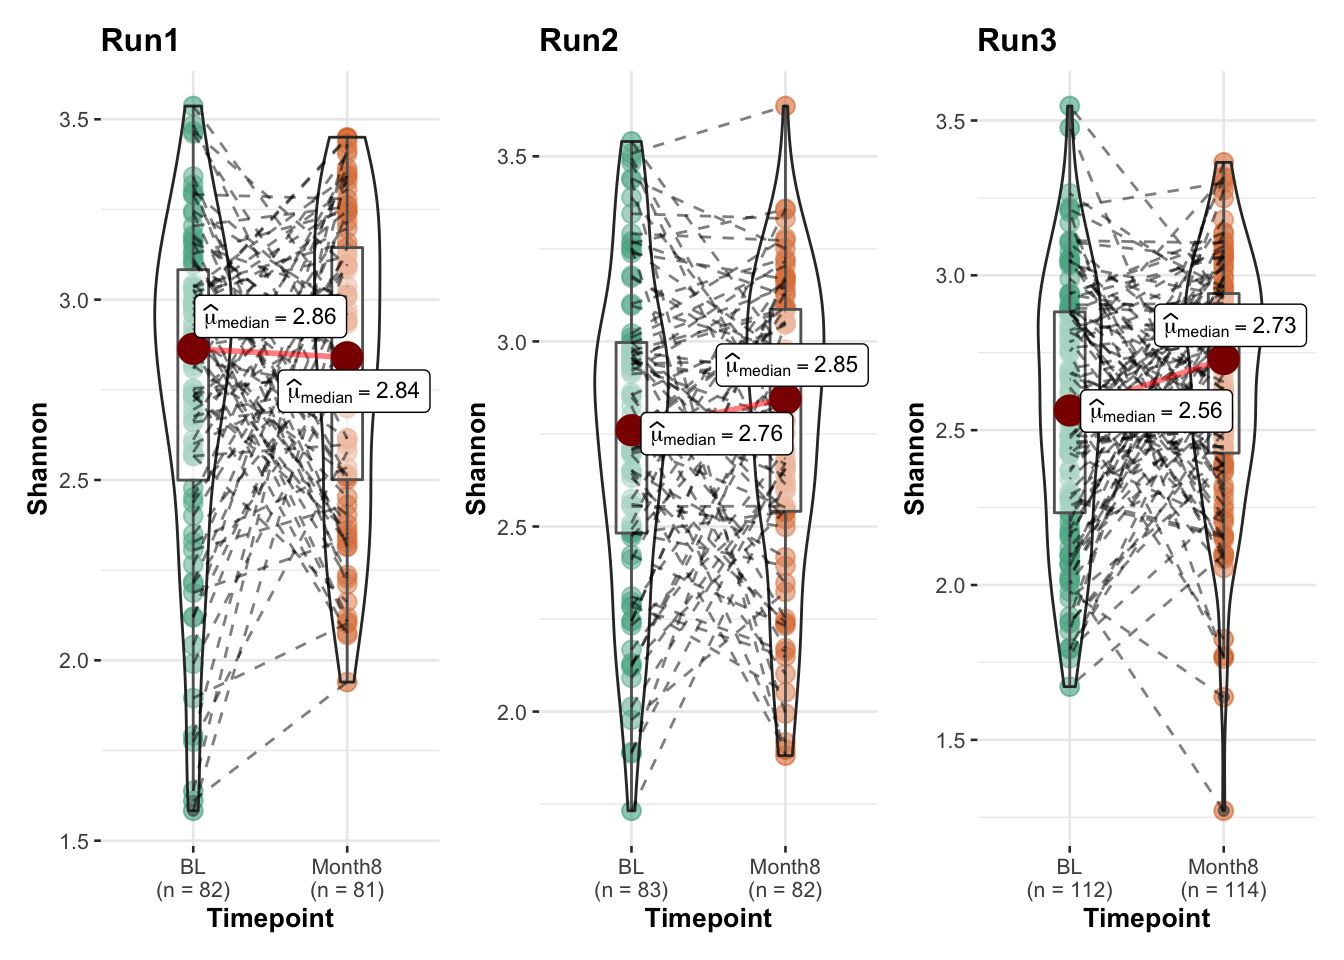 Run1
Shannon
3.5
3.0
2.5
2.0
1.5
μ̂median = 2.86
μ̂median = 2.84
BL
(n = 82)
Month8
(n = 81)
Timepoint
Run2
Shannon
3.5
3.0
2.5
2.0
μ̂median = 2.85
μ̂median = 2.76
BL
(n = 83)
Month8
(n = 82)
Timepoint
Run3
Shannon
3.5
3.0
2.5
2.0
1.5
μ̂median = 2.73
μ̂median = 2.56
BL
(n = 112)
Month8
(n = 114)
Timepoint